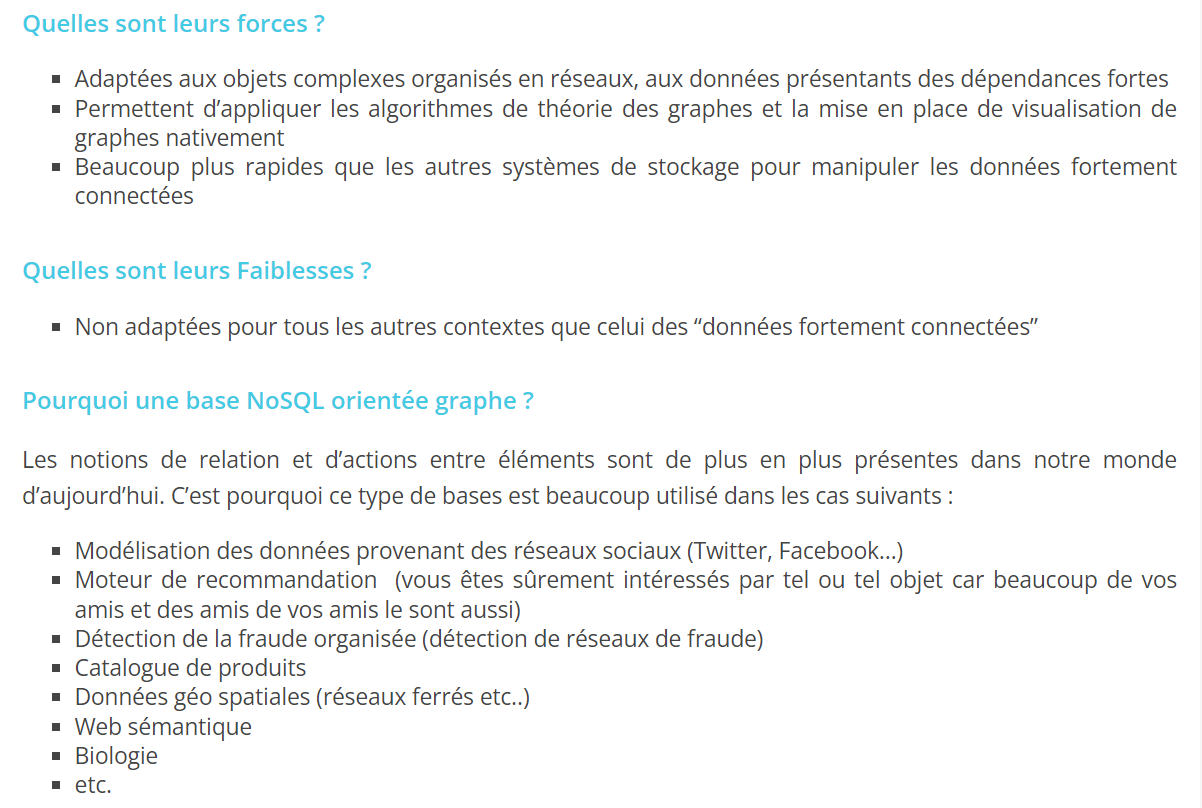 Quelles sont leurs forces ?
▪ Adaptées aux objets complexes organisés en réseaux, aux données présentants des dépendances fortes
▪ Permettent d’appliquer les algorithmes de théorie des graphes et la mise en place de visualisation de
graphes nativement
▪ Beaucoup plus rapides que les autres systèmes de stockage pour manipuler les données fortement
connectées
Quelles sont leurs Faiblesses ?
▪ Non adaptées pour tous les autres contextes que celui des “données fortement connectées”
Pourquoi une base NoSQL orientée graphe ?
Les notions de relation et d’actions entre éléments sont de plus en plus présentes dans notre monde
d’aujourd’hui. C’est pourquoi ce type de bases est beaucoup utilisé dans les cas suivants :
▪ Modélisation des données provenant des réseaux sociaux (Twitter, Facebook…)
▪ Moteur de recommandation (vous êtes sûrement intéressés par tel ou tel objet car beaucoup de vos
amis et des amis de vos amis le sont aussi)
▪ Détection de la fraude organisée (détection de réseaux de fraude)
▪ Catalogue de produits
▪ Données géo spatiales (réseaux ferrés etc..)
▪ Web sémantique
▪ Biologie
▪ etc.